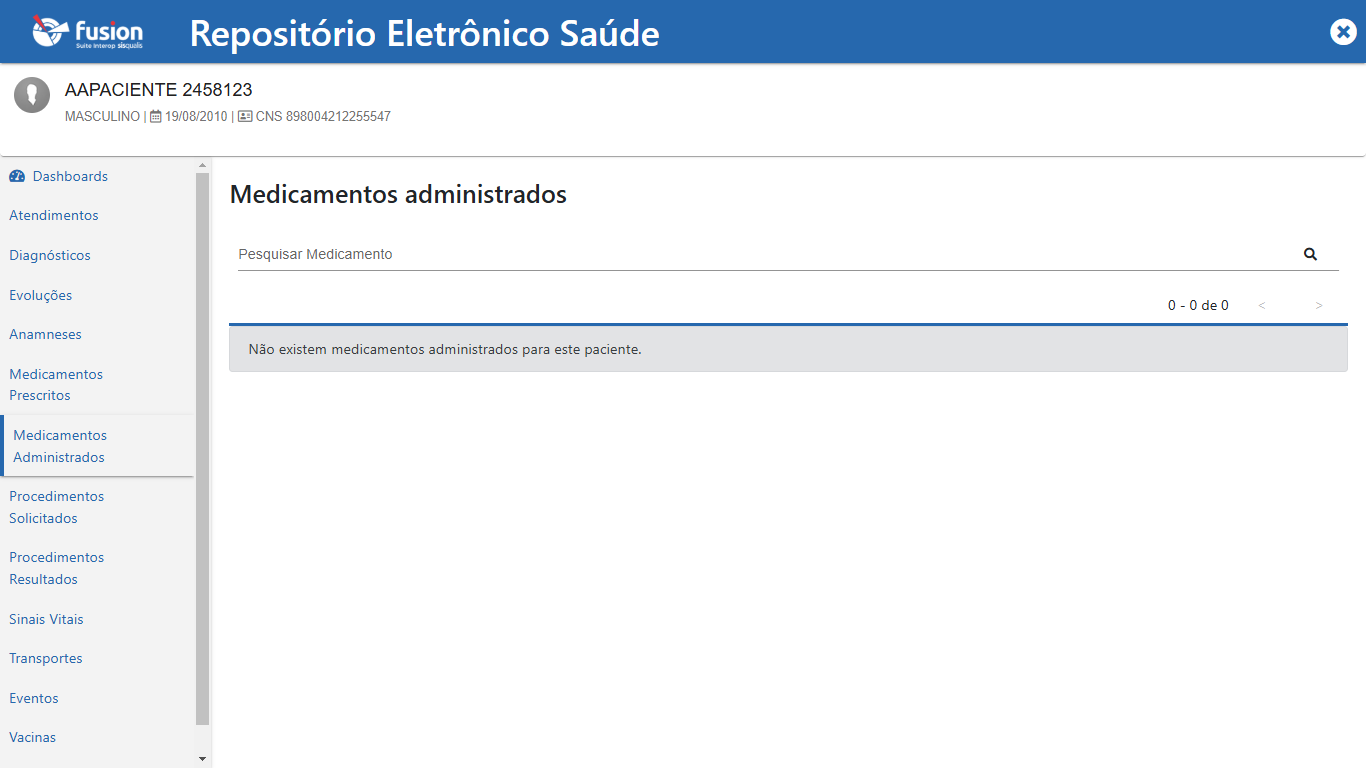 fusion
Suite Interop sisqualis
Repositório Eletrônico Saúde
AAPACIENTE 2458123
MASCULINO | 19/08/2010 | CNS 898004212255547
Dashboards
Atendimentos
Diagnósticos
Evoluções
Anamneses
Medicamentos
Prescritos
Medicamentos
Administrados
Procedimentos
Solicitados
Procedimentos
Resultados
Sinais Vitais
Transportes
Eventos
Vacinas
Medicamentos administrados
Pesquisar Medicamento
0 - 0 de 0 < >
Não existem medicamentos administrados para este paciente.